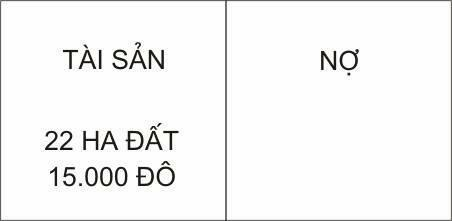 TÀI SẢN
NỢ
22 HA ĐẤT
15.000 ĐÔ